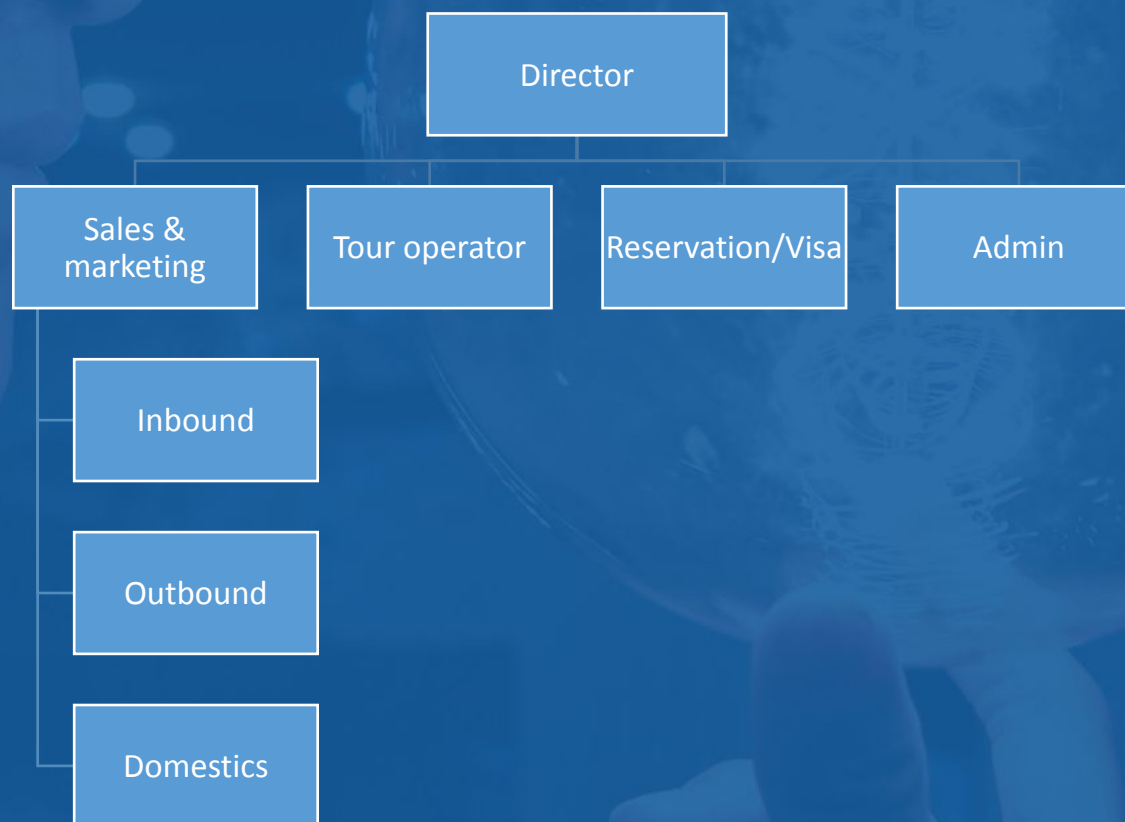 Director
Sales &
marketing
Tour operator
Reservation/Visa
Admin
Inbound
Outbound
Domestics